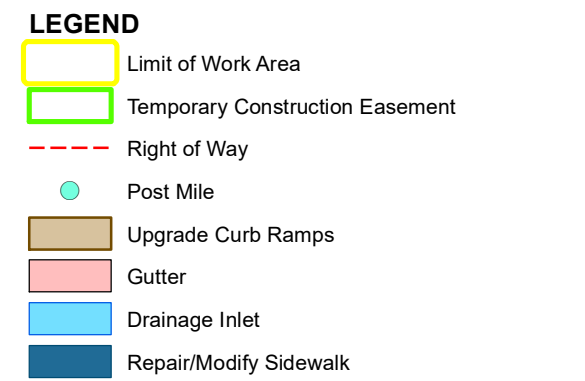 LEGEND
Limit of Work Area
Temporary Construction Easement
Right of Way
Post Mile
Upgrade Curb Ramps
Gutter
Drainage Inlet
Repair/Modify Sidewalk